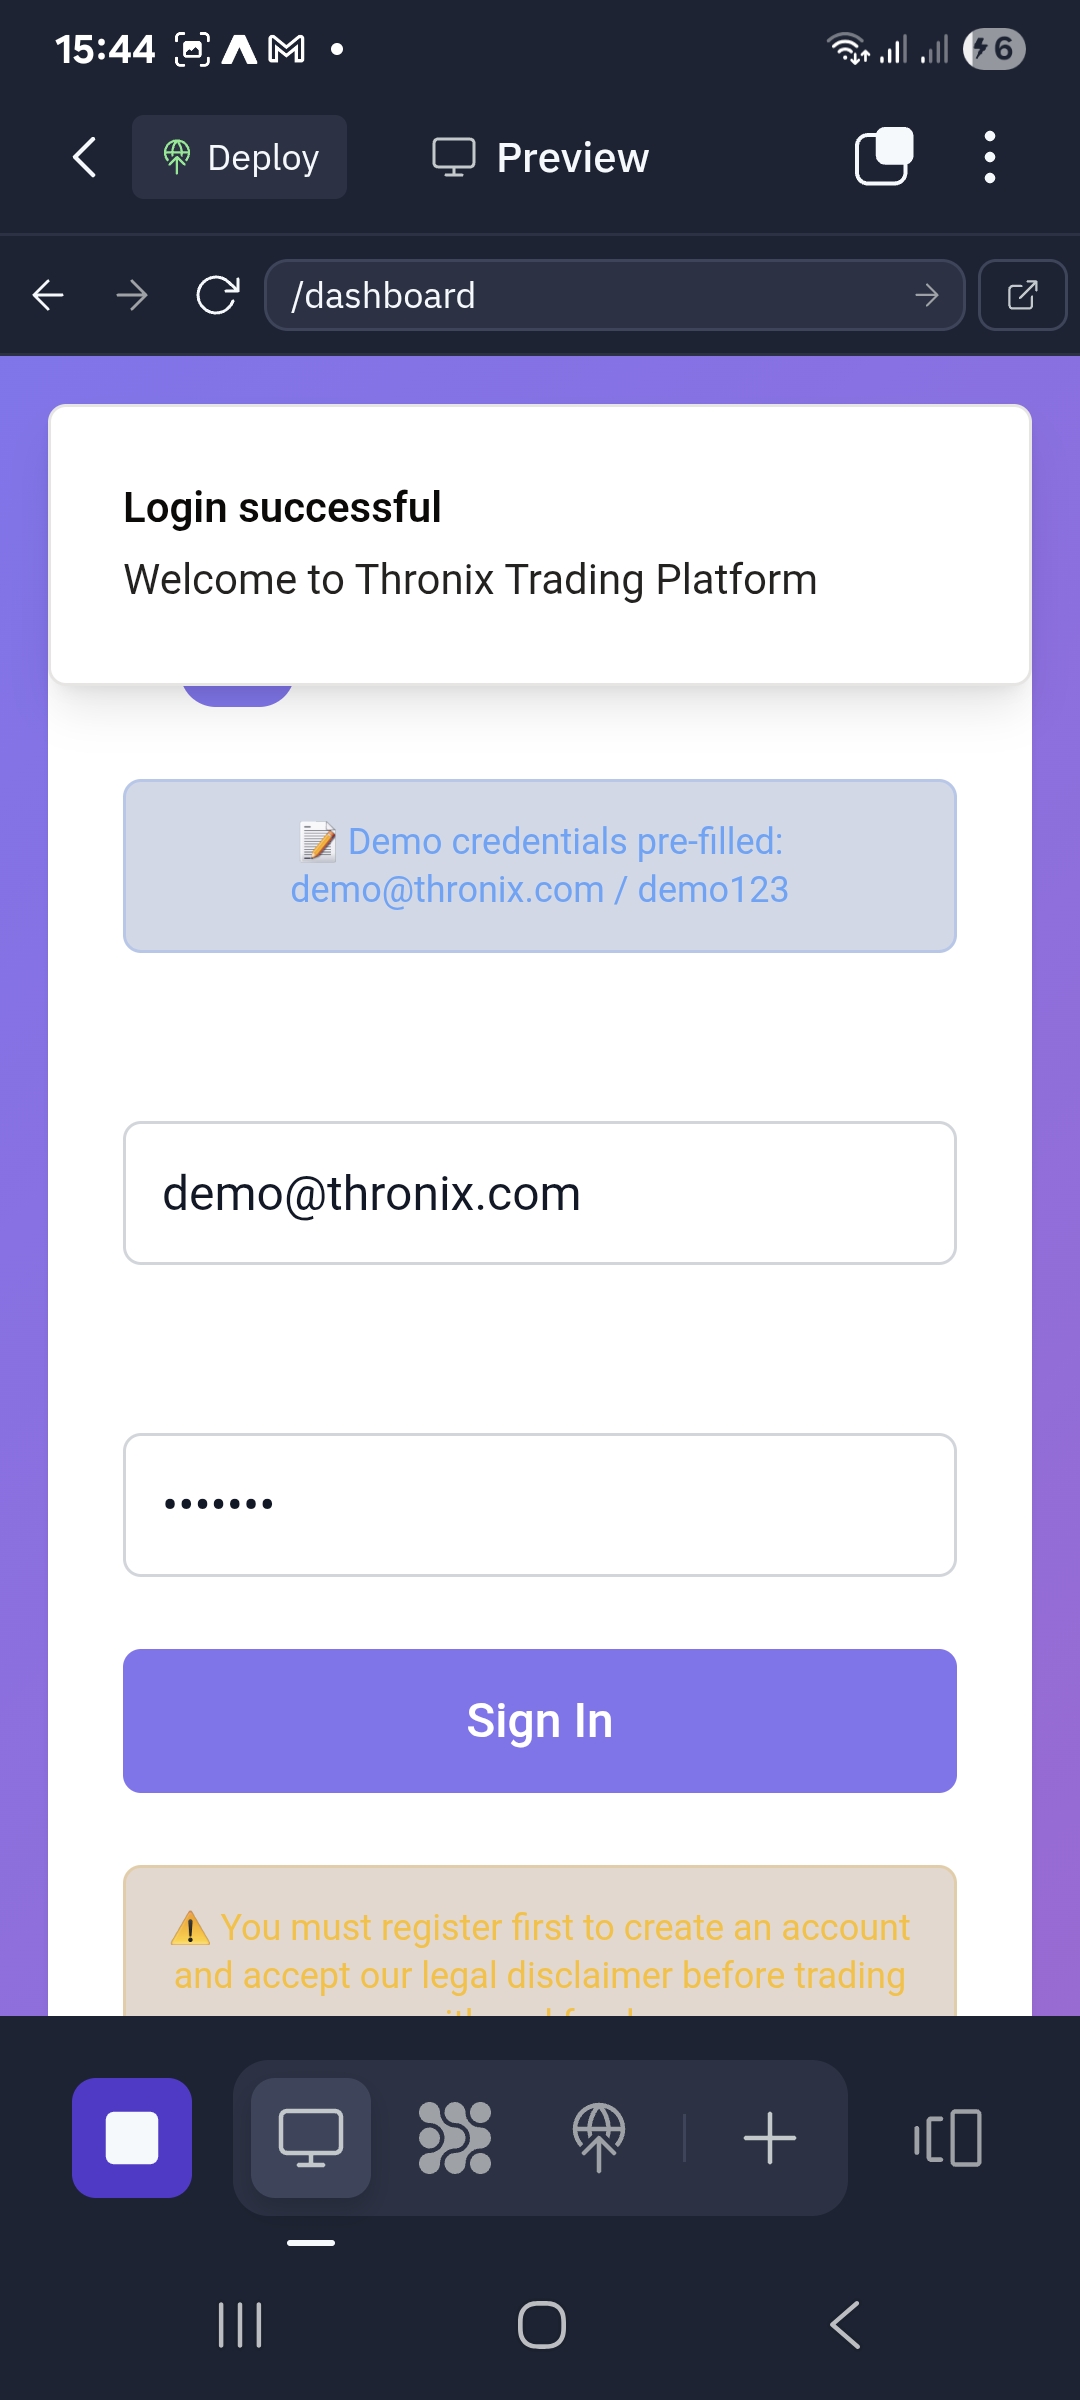 15:44
6
Deploy
Preview
/dashboard
Login successful
Welcome to Thronix Trading Platform
Demo credentials pre-filled:
demo@thronix.com / demo123
demo@thronix.com
•••••••
Sign In
You must register first to create an account
and accept our legal disclaimer before trading